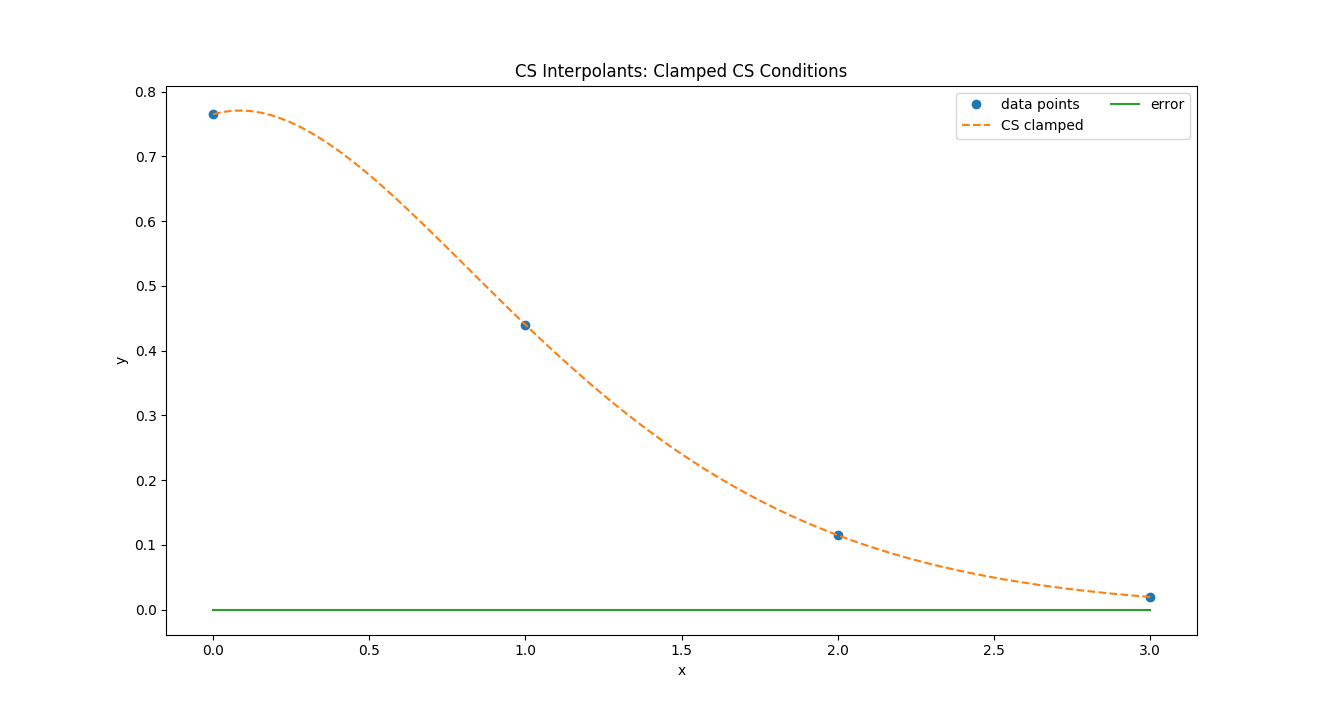 CS Interpolants: Clamped CS Conditions
data points
CS clamped
error
y
0.8
0.7
0.6
0.5
0.4
0.3
0.2
0.1
0.0
0.0 0.5 1.0 1.5 2.0 2.5 3.0
x